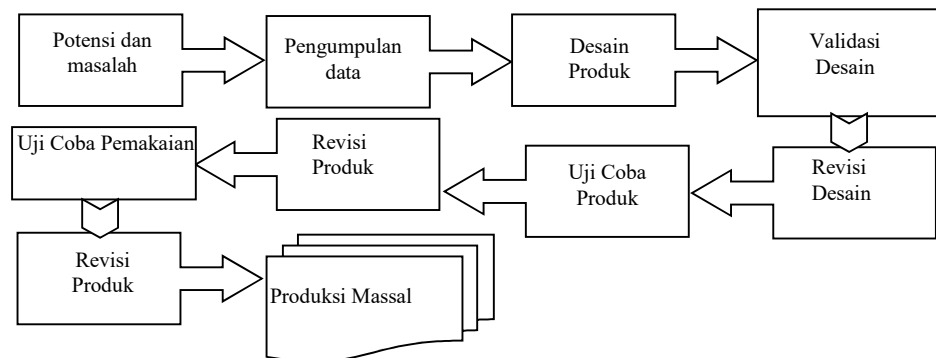 Potensi dan
masalah
Pengumpulan
data
Desain
Produk
Validasi
Desain
Revisi
Desain
Uji Coba
Produk
Revisi
Produk
Uji Coba Pemakaian
Revisi
Produk
Produksi Massal